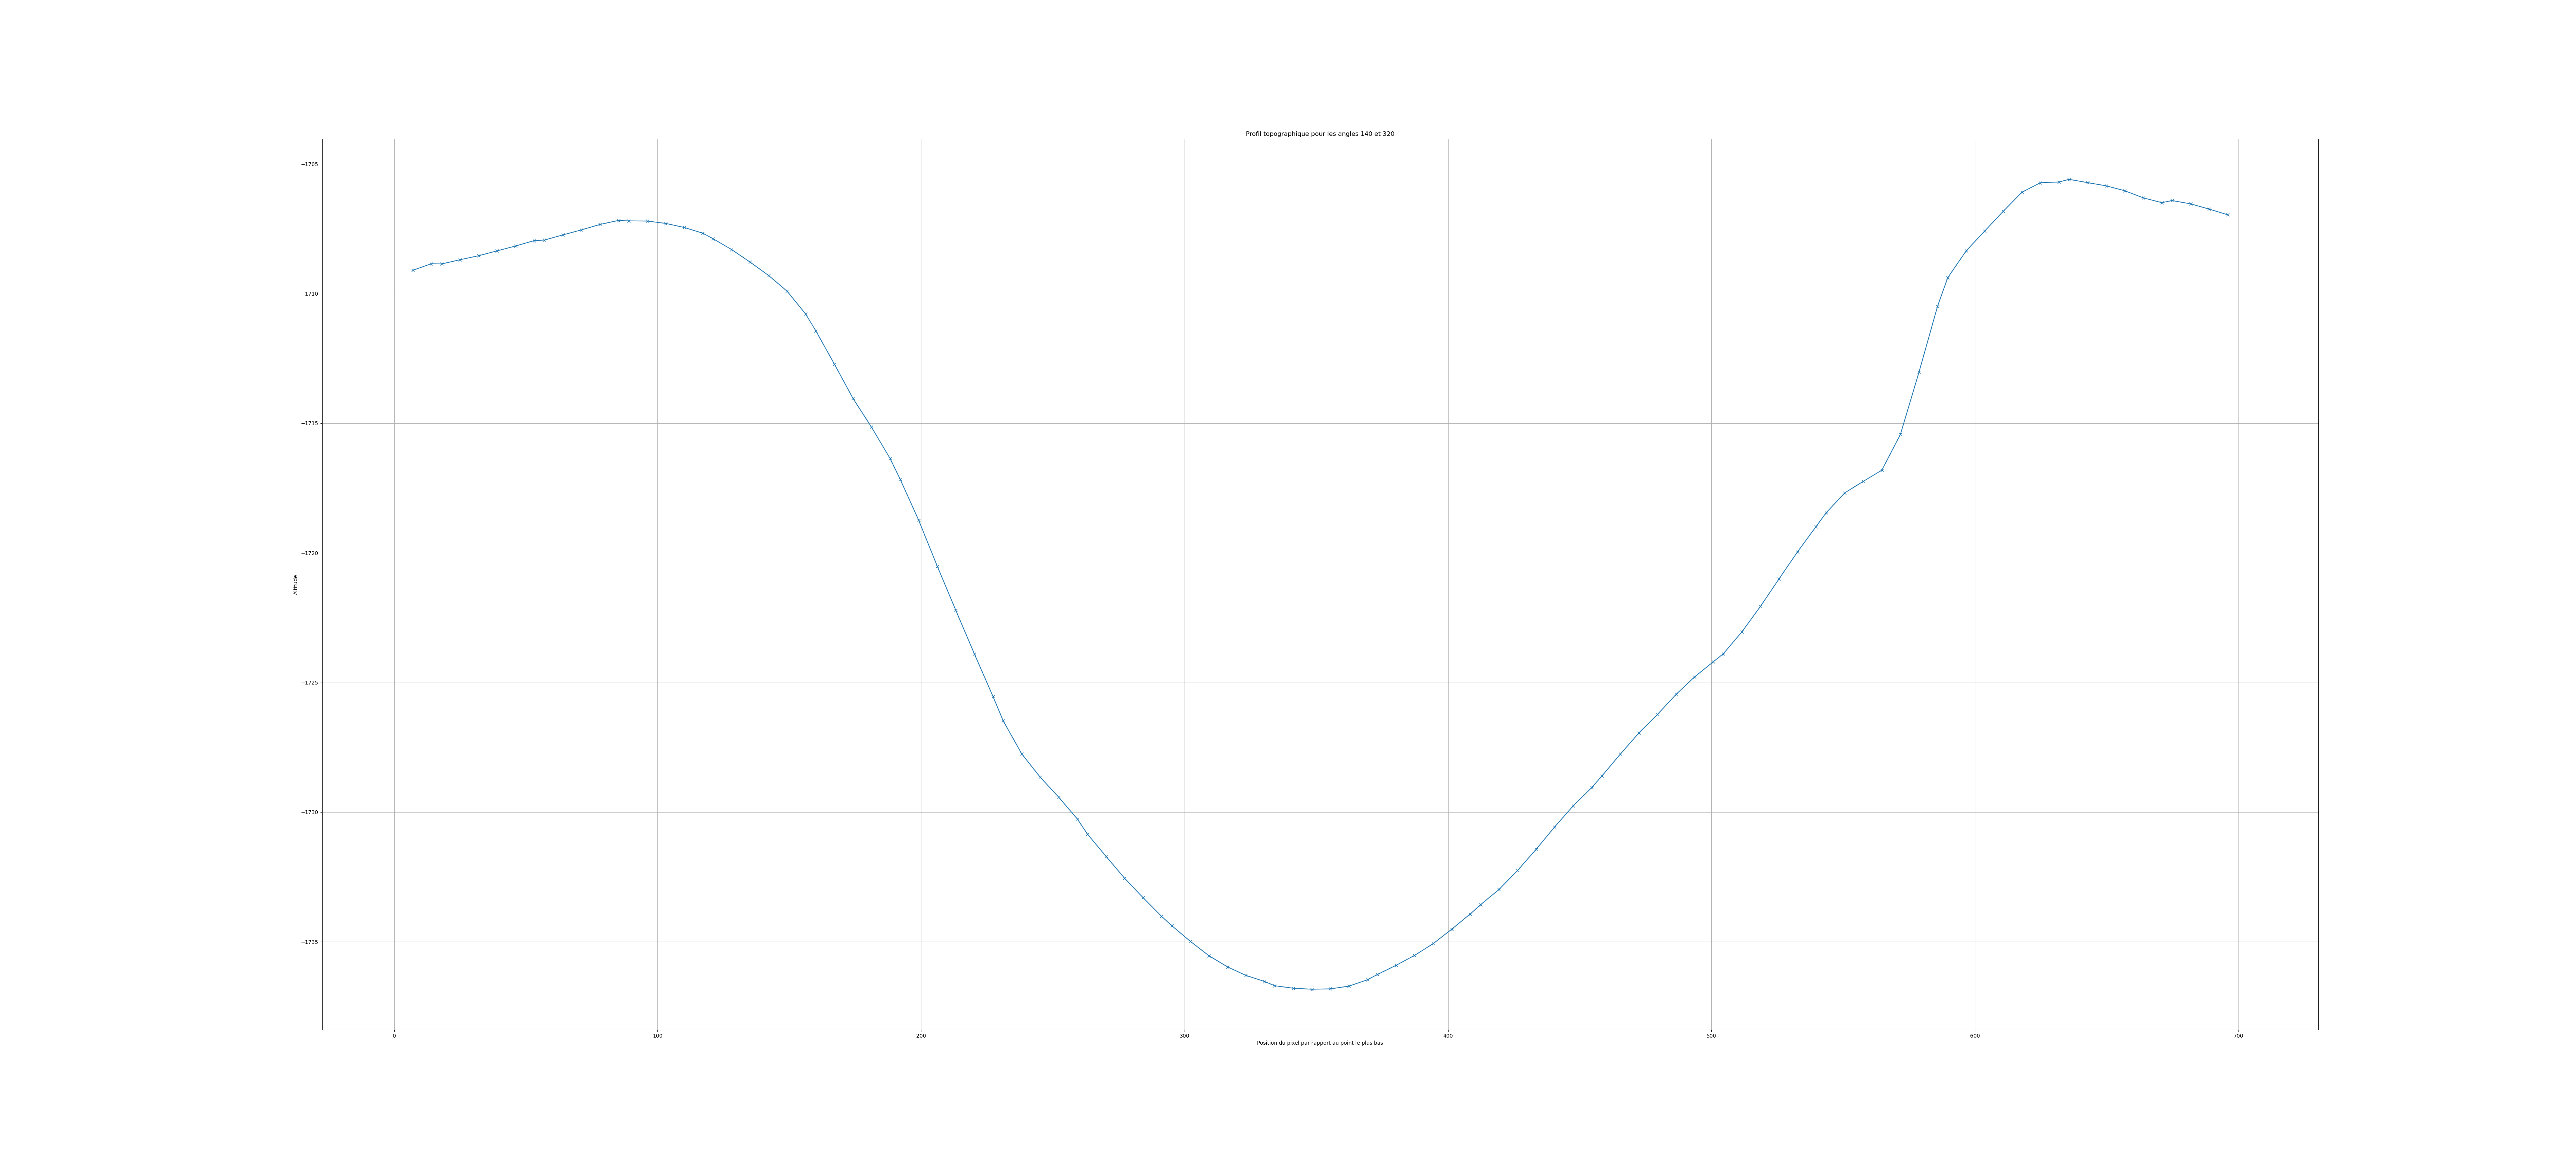 Profil topographique pour les angles 140 et 320
−1705
−1710
−1715
−1720
−1725
−1730
−1735
Altitude
0 100 200 300 400 500 600 700
Position du pixel par rapport au point le plus bas